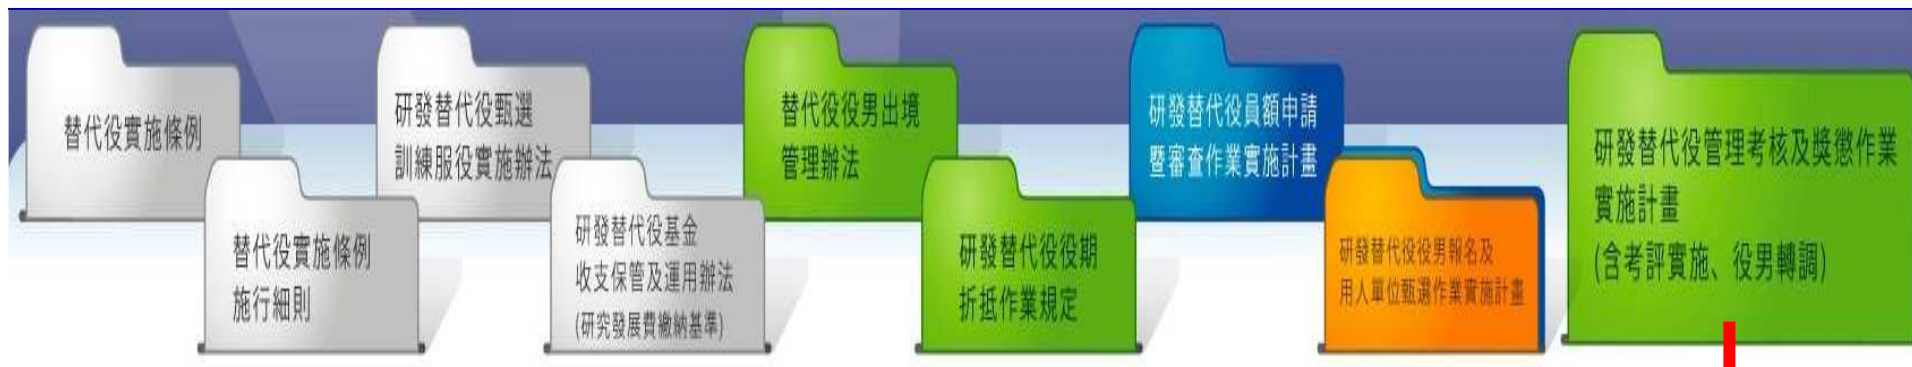 替代役實施條例
替代役實施條例
施行細則
研發替代役甄選
訓練服役實施辦法
研發替代役基金
收支保管及運用辦法
(研究發展費繳納基準)
替代役役男出境
管理辦法
研發替代役役期
折抵作業規定
研發替代役員額申請
暨審查作業實施計畫
研發替代役役男報名及
用人單位甄選作業實施計畫
研發替代役管理考核及獎懲作業
實施計畫
(含考評實施、役男轉調)